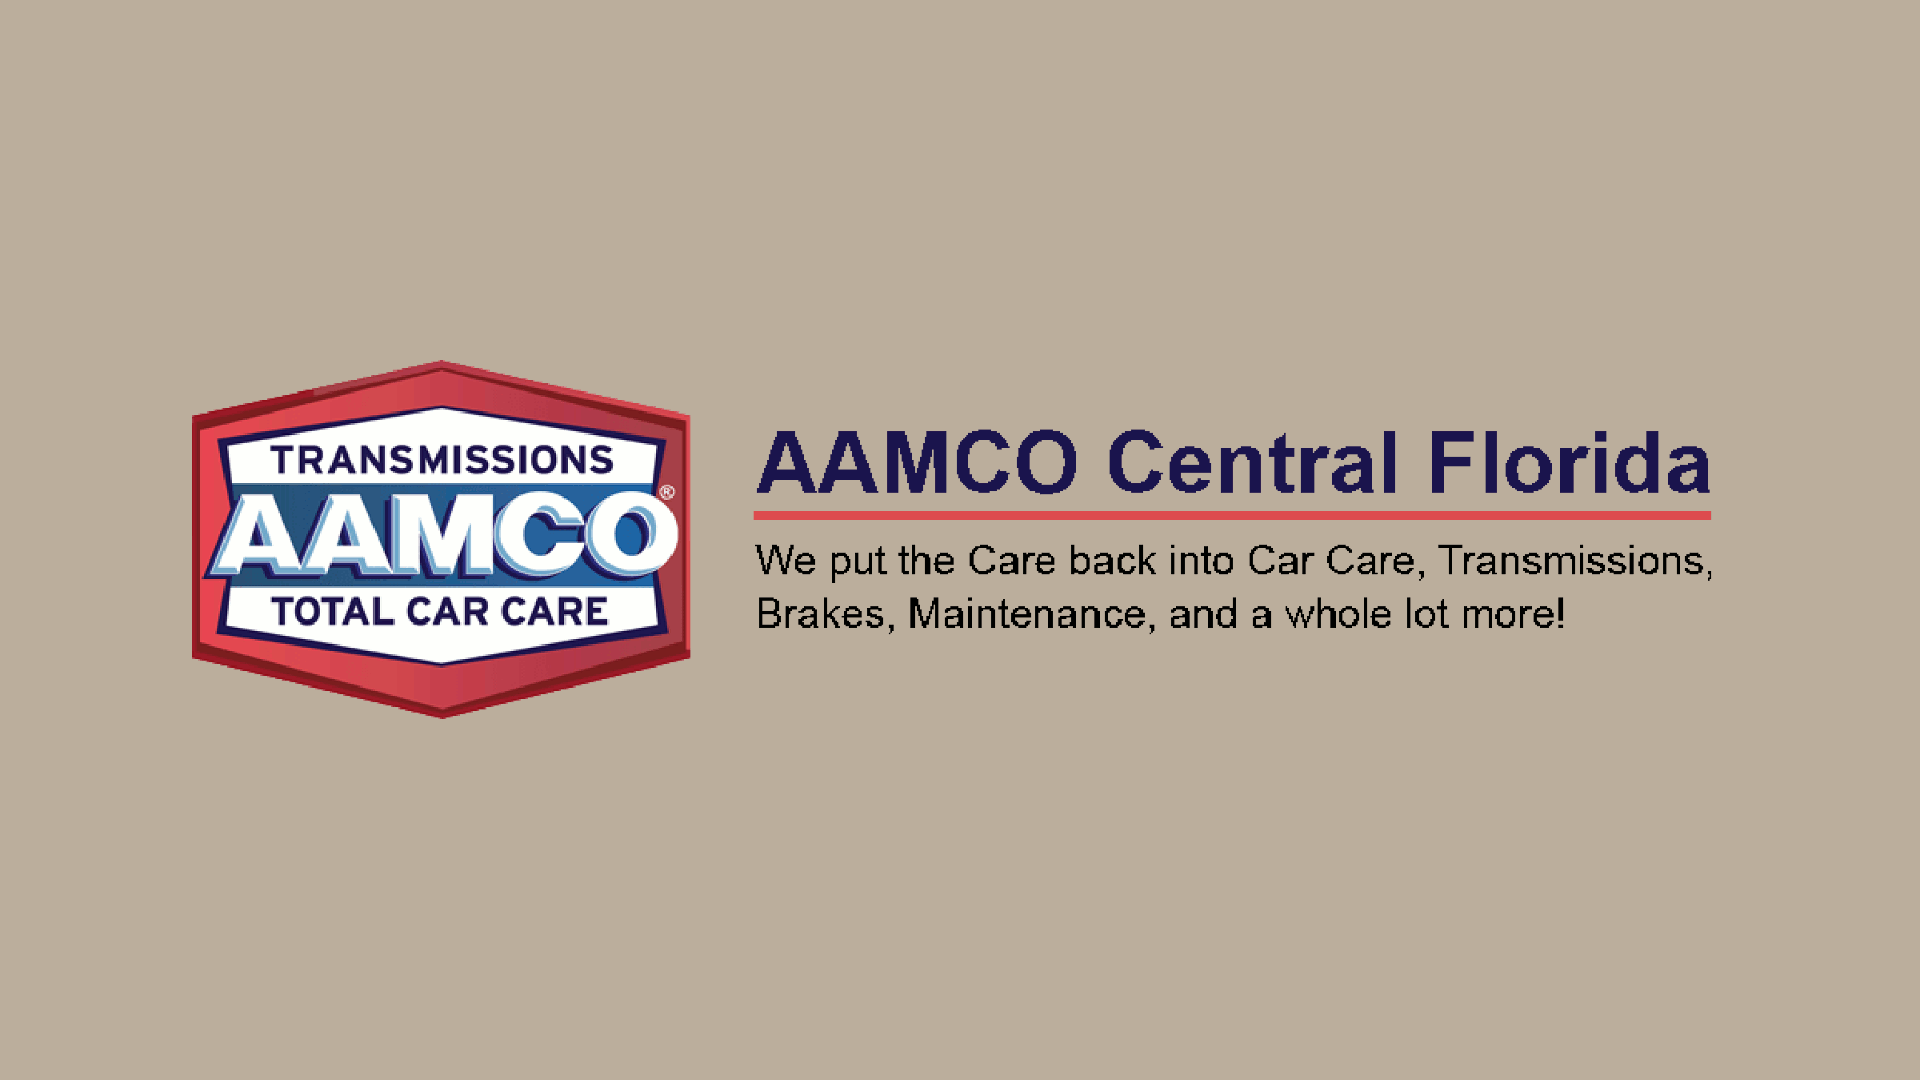 TRANSMISSIONS
AAMCO®
TOTAL CAR CARE
AAMCO Central Florida
We put the Care back into Car Care, Transmissions,
Brakes, Maintenance, and a whole lot more!